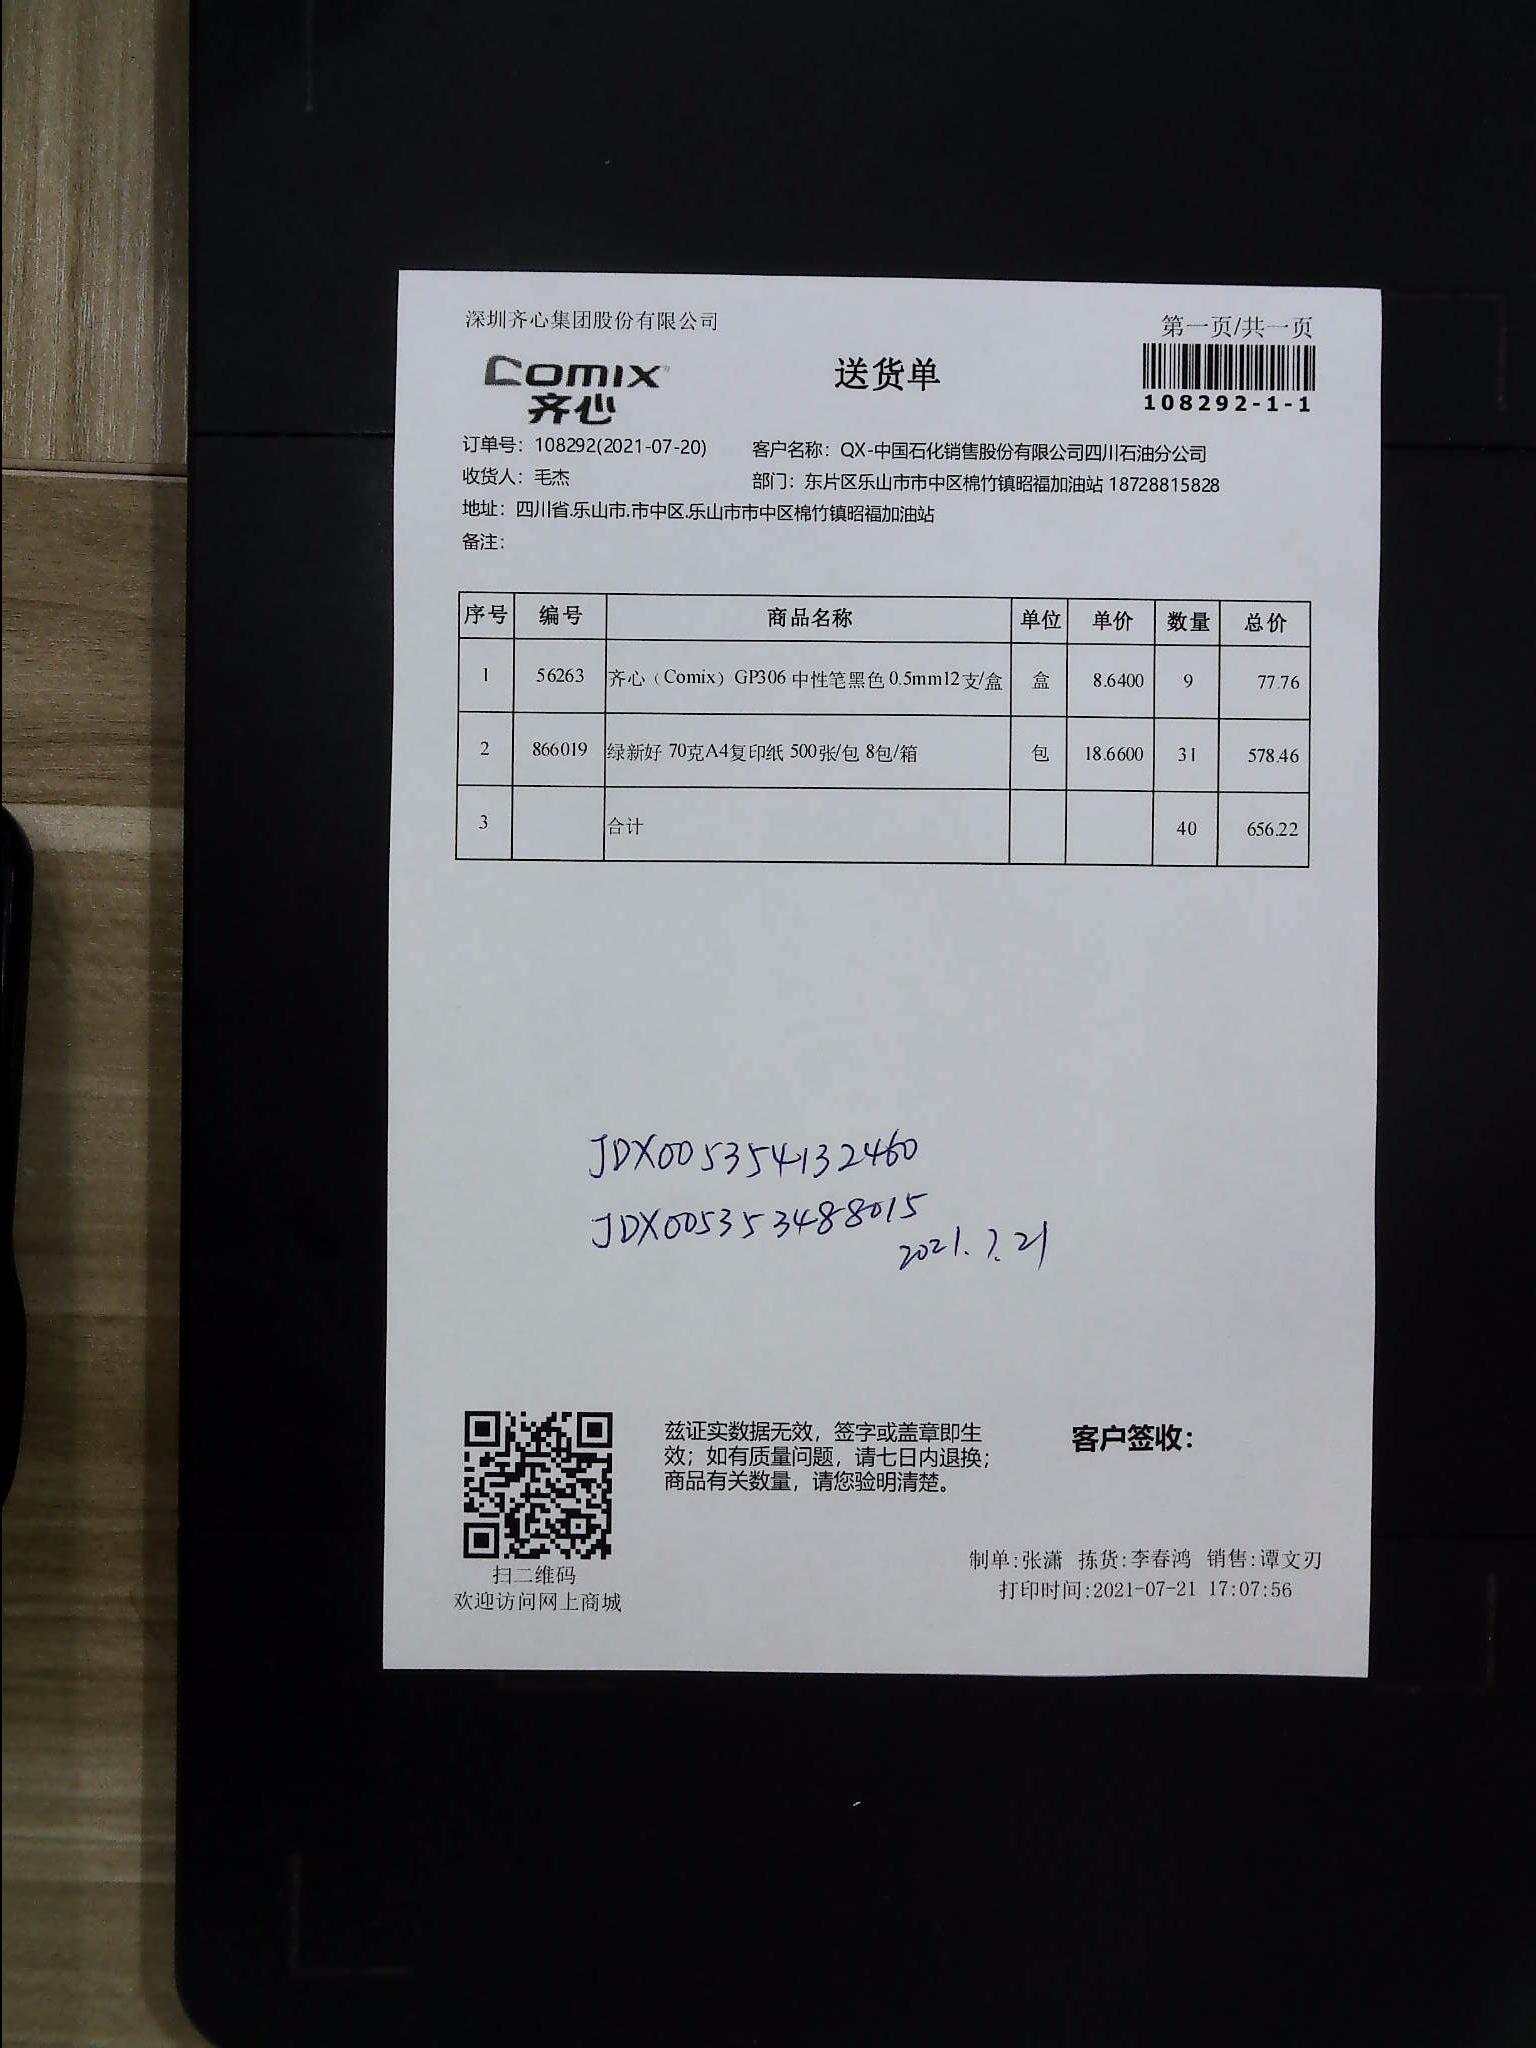 深圳齐心集团股份有限公司
第一页/共一页
comix
齐心
送货单
108292-1-1
订单号：108292(2021-07-20) 客户名称：QX-中国石化销售股份有限公司四川石油分公司
收货人：毛杰 部门：东片区乐山市市中区棉竹镇昭福加油站 18728815828
地址：四川省.乐山市.市中区.乐山市市中区棉竹镇昭福加油站
备注：
序号 编号 商品名称 单位 单价 数量 总价
1 56263 齐心（Comix）GP306 中性笔黑色 0.5mm12支/盒 盒 8.6400 9 77.76
2 866019 绿新好 70克A4复印纸 500张/包 8包/箱 包 18.6600 31 578.46
3 合计 40 656.22
JDX005354132460
JDX005353488015
2021.7.21
兹证实数据无效，签字或盖章即生
效；如有质量问题，请七日内退换；
商品有关数量，请您验明清楚。
客户签收：
扫二维码
欢迎访问网上商城
制单:张潇 拣货:李春鸿 销售:谭文刃
打印时间:2021-07-21 17:07:56